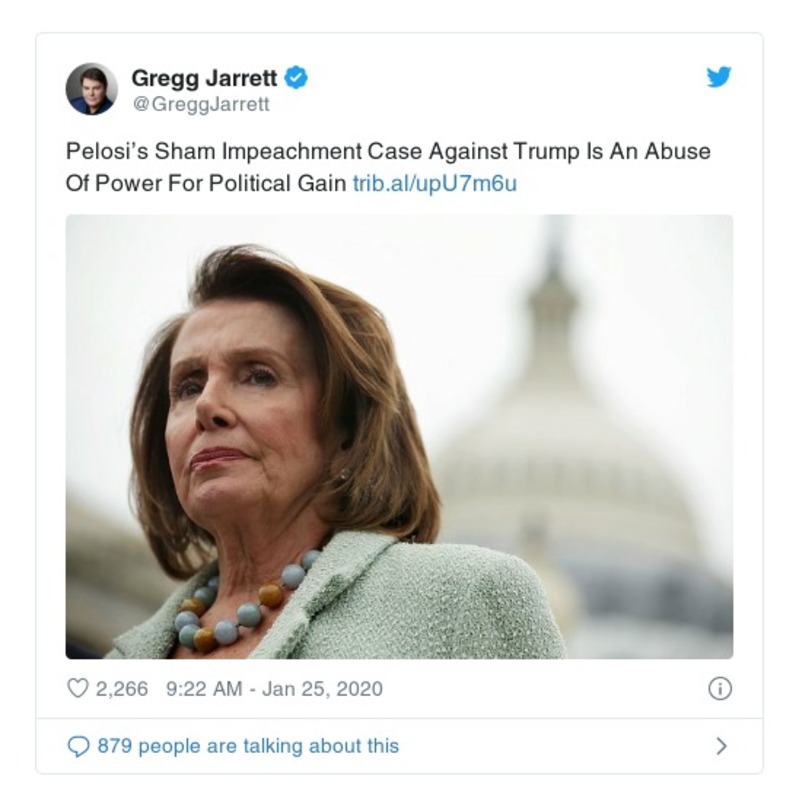 Gregg Jarrett
@GreggJarrett
Pelosi's Sham Impeachment Case Against Trump Is An Abuse
Of Power For Political Gain trib.al/upU7m6u
2,266 9:22 AM - Jan 25, 2020
879 people are talking about this